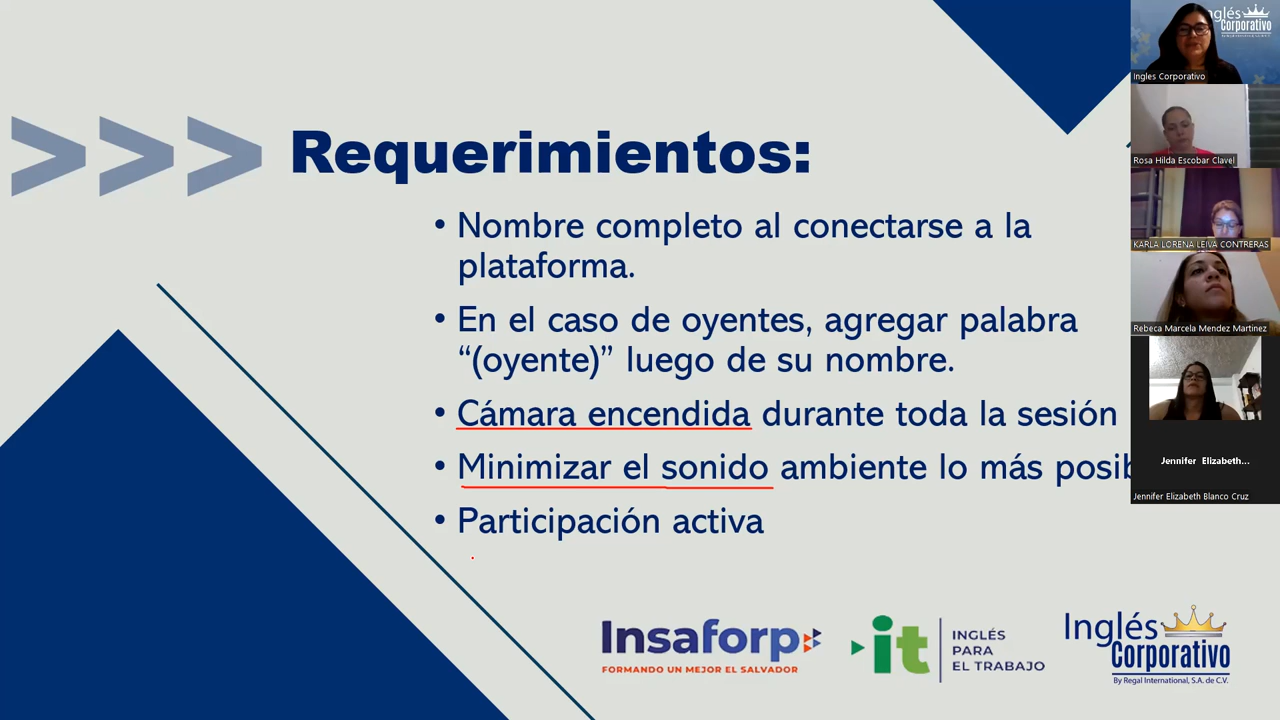 >>> Requerimientos:
• Nombre completo al conectarse a la
plataforma.
• En el caso de oyentes, agregar palabra
“(oyente)” luego de su nombre.
• Cámara encendida durante toda la sesión
• Minimizar el sonido ambiente lo más
• Participación activa
Insaforp
FORMANDO UN MEJOR EL SALVADOR
it
INGLÉS
PARA
EL TRABAJO
Inglés
Corporativo
By Regal International, S.A. de C.V.
Inglés
Corporativo
Ingles Corporativo
Rosa Hilda Escobar Clavel
KARLA LORENA LEIVA CONTRERAS
Rebeca Marcela Mendez Martinez
Jennifer Elizabeth...
Jennifer Elizabeth Blanco Cruz